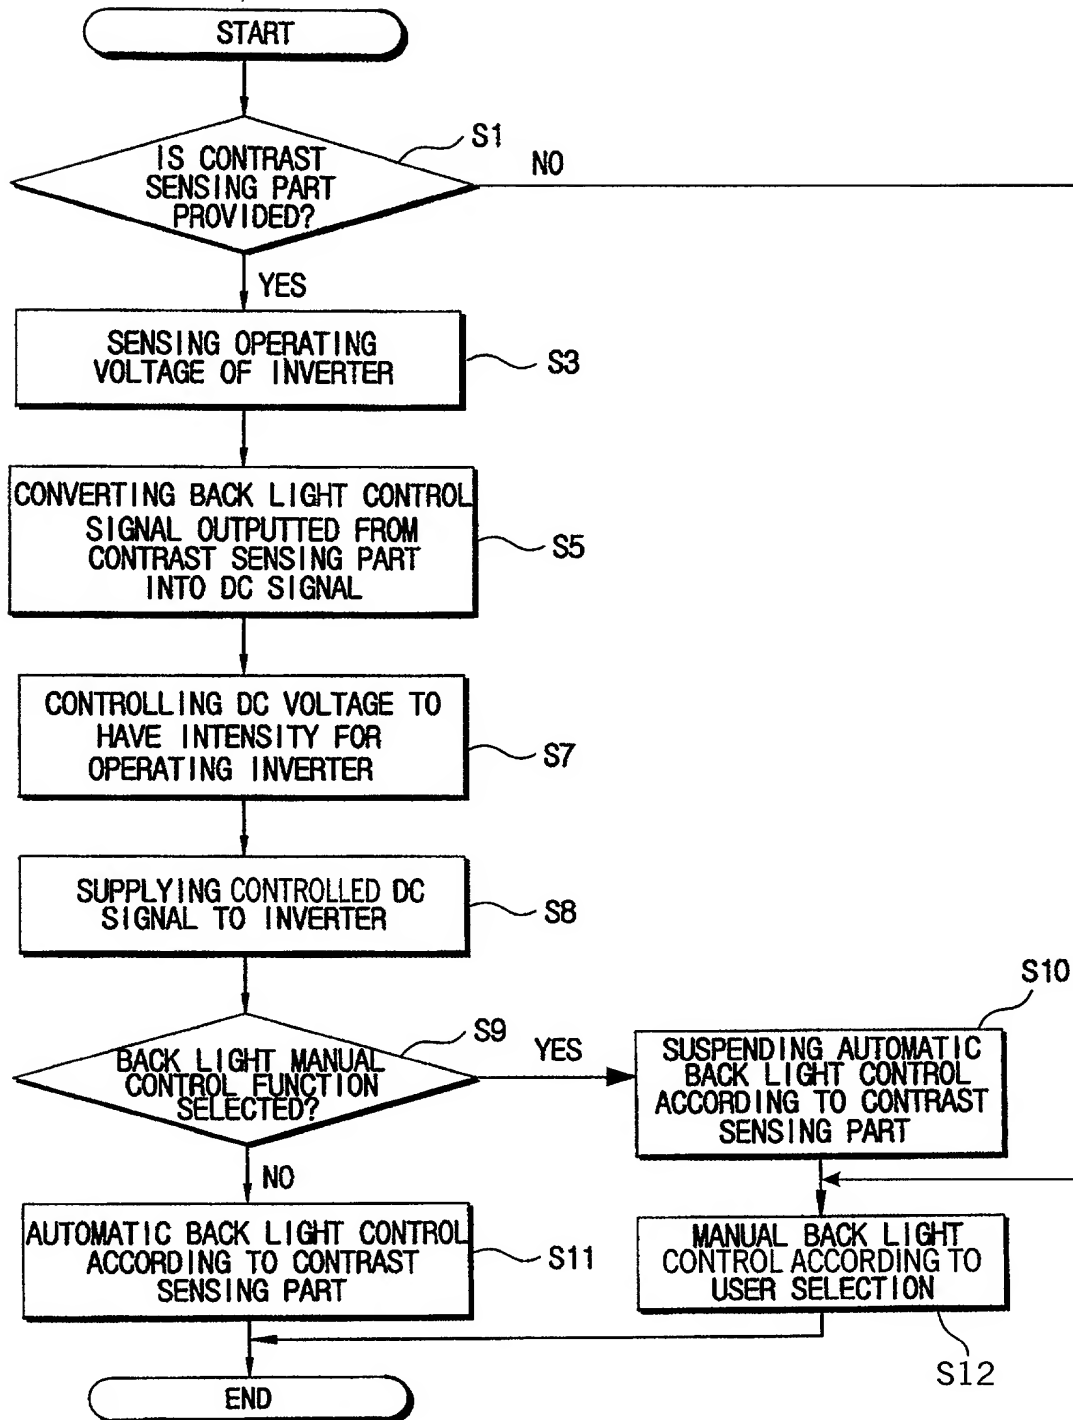 START
S1
IS CONTRAST
SENSING PART
PROVIDED?
NO
YES
SENSING OPERATING
VOLTAGE OF INVERTER
S3
CONVERTING BACK LIGHT CONTROL
SIGNAL OUTPUTTED FROM
CONTRAST SENSING PART
INTO DC SIGNAL
S5
CONTROLLING DC VOLTAGE TO
HAVE INTENSITY FOR
OPERATING INVERTER
S7
SUPPLYING CONTROLLED DC
SIGNAL TO INVERTER
S8
S9
BACK LIGHT MANUAL
CONTROL FUNCTION
SELECTED?
YES
S10
SUSPENDING AUTOMATIC
BACK LIGHT CONTROL
ACCORDING TO CONTRAST
SENSING PART
NO
AUTOMATIC BACK LIGHT CONTROL
ACCORDING TO CONTRAST
SENSING PART
S11
MANUAL BACK LIGHT
CONTROL ACCORDING TO
USER SELECTION
S12
END